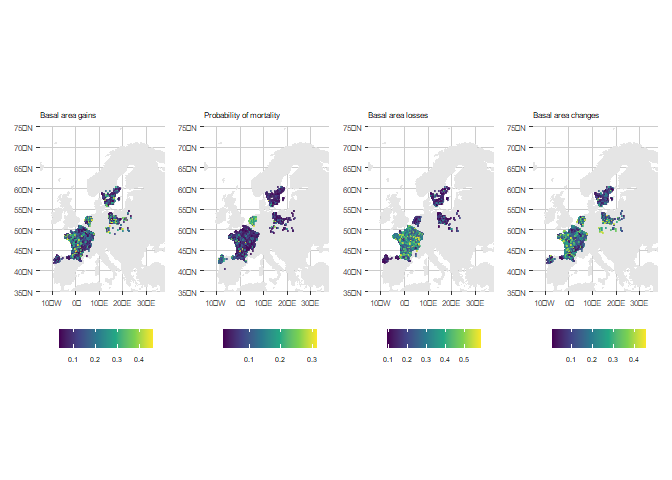 Basal area gains
Probability of mortality
Basal area losses
Basal area changes
75□N
70□N
65□N
60□N
55□N
50□N
45□N
40□N
35□N
75□N
70□N
65□N
60□N
55□N
50□N
45□N
40□N
35□N
75□N
70□N
65□N
60□N
55□N
50□N
45□N
40□N
35□N
75□N
70□N
65□N
60□N
55□N
50□N
45□N
40□N
35□N
10□W 0□ 10□E 20□E 30□E
10□W 0□ 10□E 20□E 30□E
10□W 0□ 10□E 20□E 30□E
10□W 0□ 10□E 20□E 30□E
0.1 0.2 0.3 0.4
0.1 0.2 0.3
0.1 0.2 0.3 0.4 0.5
0.1 0.2 0.3 0.4